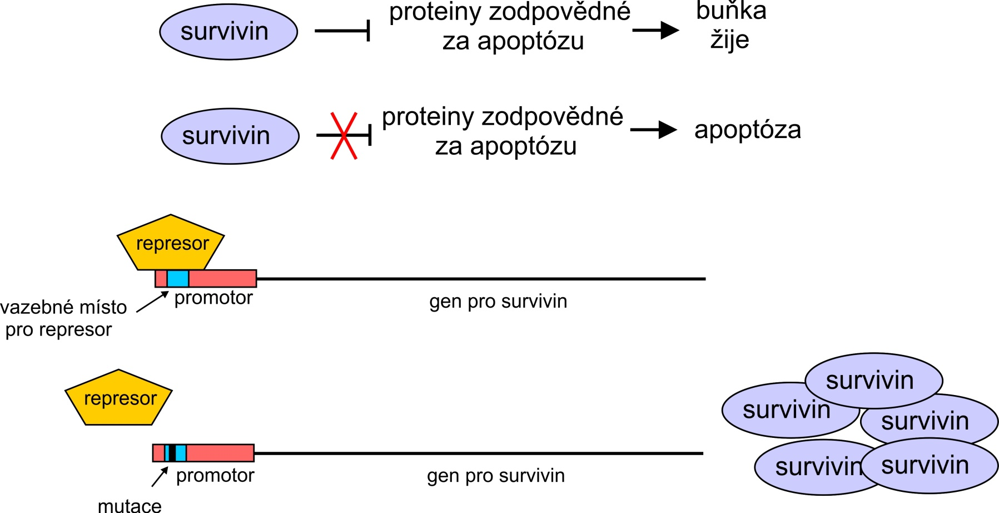 survivin
proteiny zodpovědné
za apoptózu
buňka
žije
survivin
proteiny zodpovědné
za apoptózu
apoptóza
represor
vazebné místo
pro represor
promotor
gen pro survivin
represor
mutace
promotor
gen pro survivin
survivin
survivin
survivin
survivin
survivin